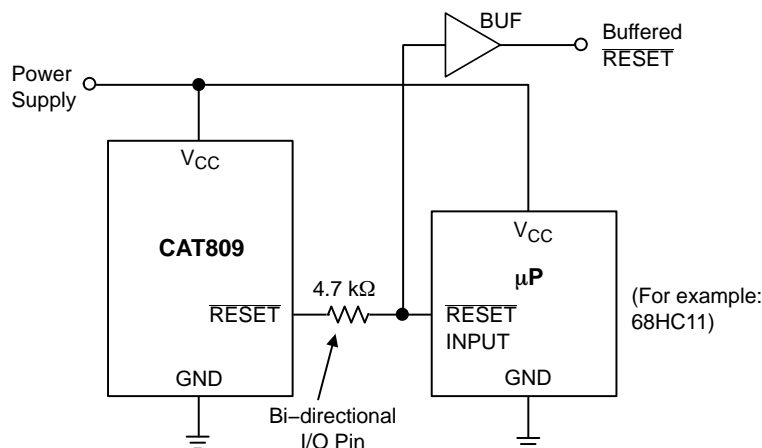 BUF
Buffered
RESET
Power
Supply
VCC
CAT809
RESET
GND
4.7 kΩ
Bi–directional
I/O Pin
VCC
μP
RESET
INPUT
GND
(For example:
68HC11)